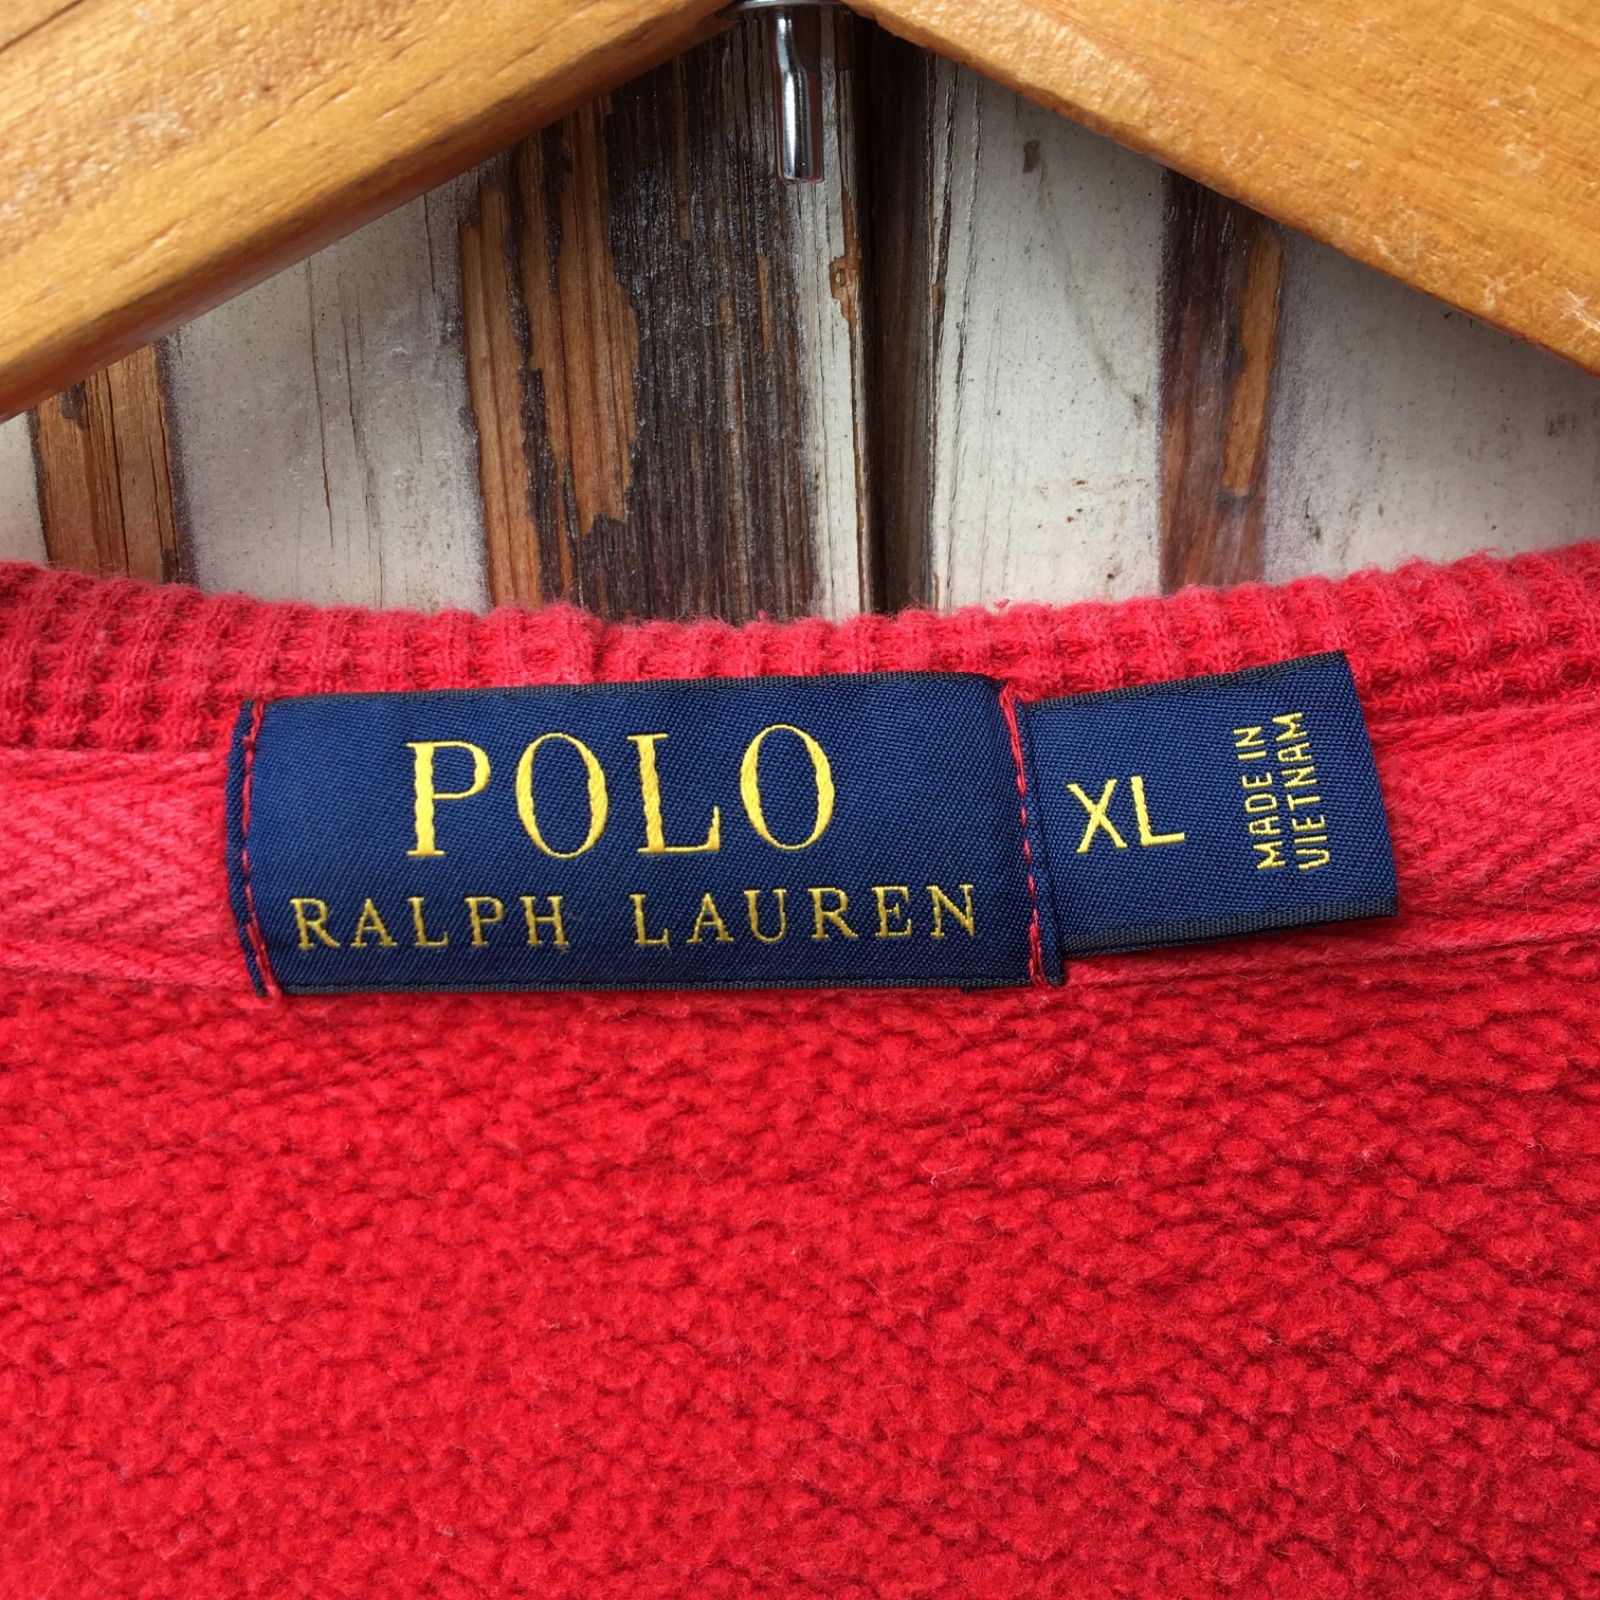 POLO
RALPH LAUREN
XL
MADE IN
VIETNAM